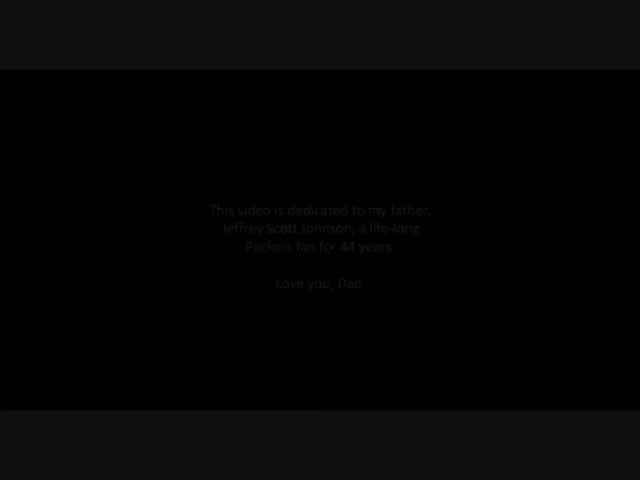 This video is dedicated to my father,
Jeffrey Scott Johnson, a life-long
Packers fan for 44 years.
Love you, Dad.